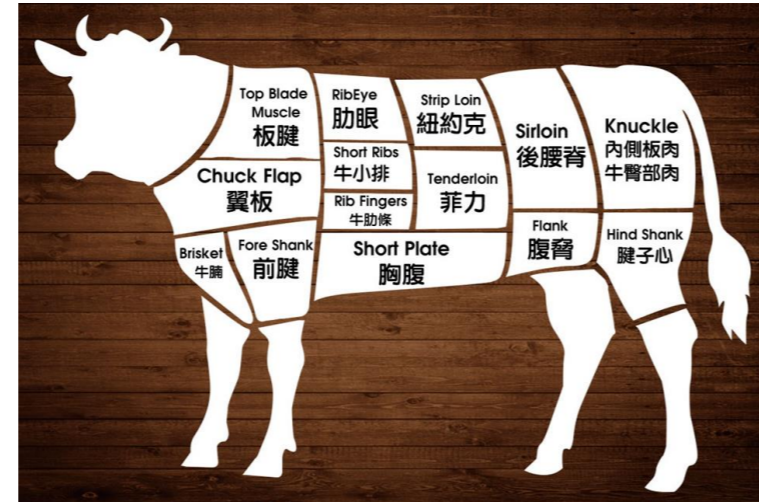 Top Blade
Muscle
板腱
RibEye
肋眼
Strip Loin
紐約克
Sirloin
後腰脊
Knuckle
內側板肉
牛臀部肉
Short Ribs
牛小排
Chuck Flap
翼板
Tenderloin
菲力
Rib Fingers
牛肋條
Brisket
牛腩
Fore Shank
前腱
Short Plate
胸腹
Flank
腹脅
Hind Shank
腱子心